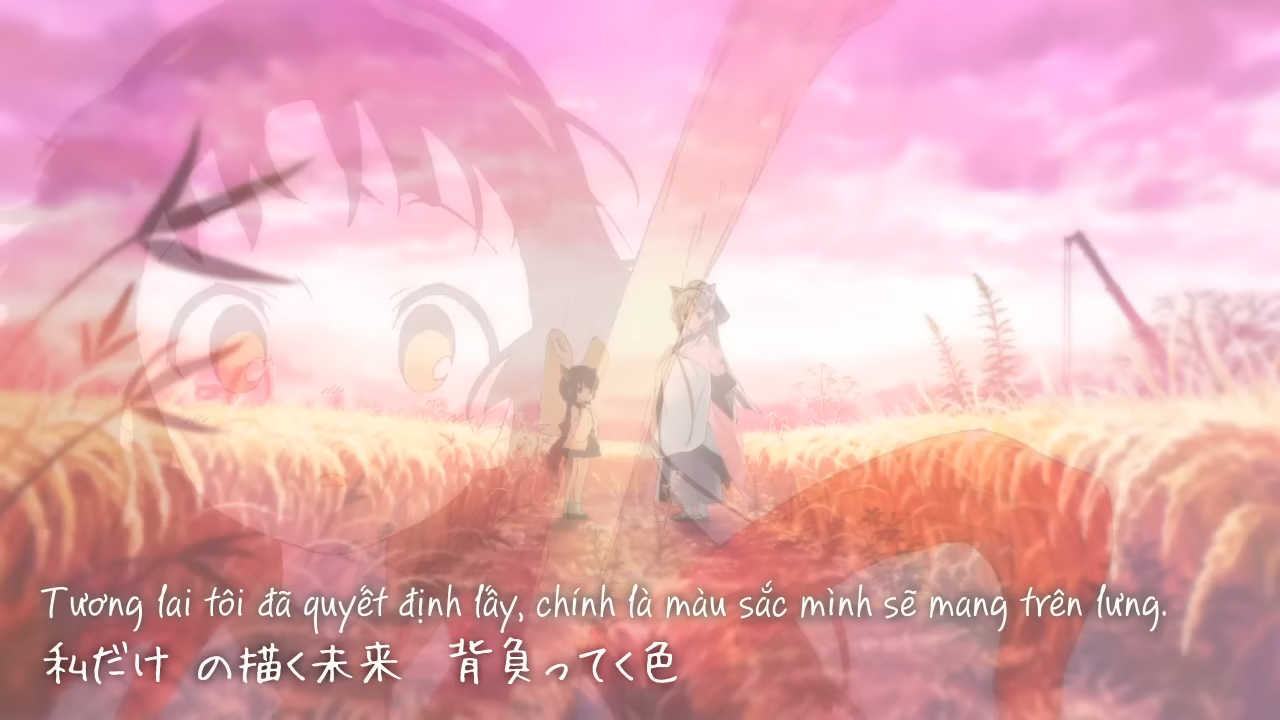 Tương lai tôi đã quyết định lấy, chính là màu sắc mình sẽ mang trên lưng.
私だけ の描く未来　背負ってく色